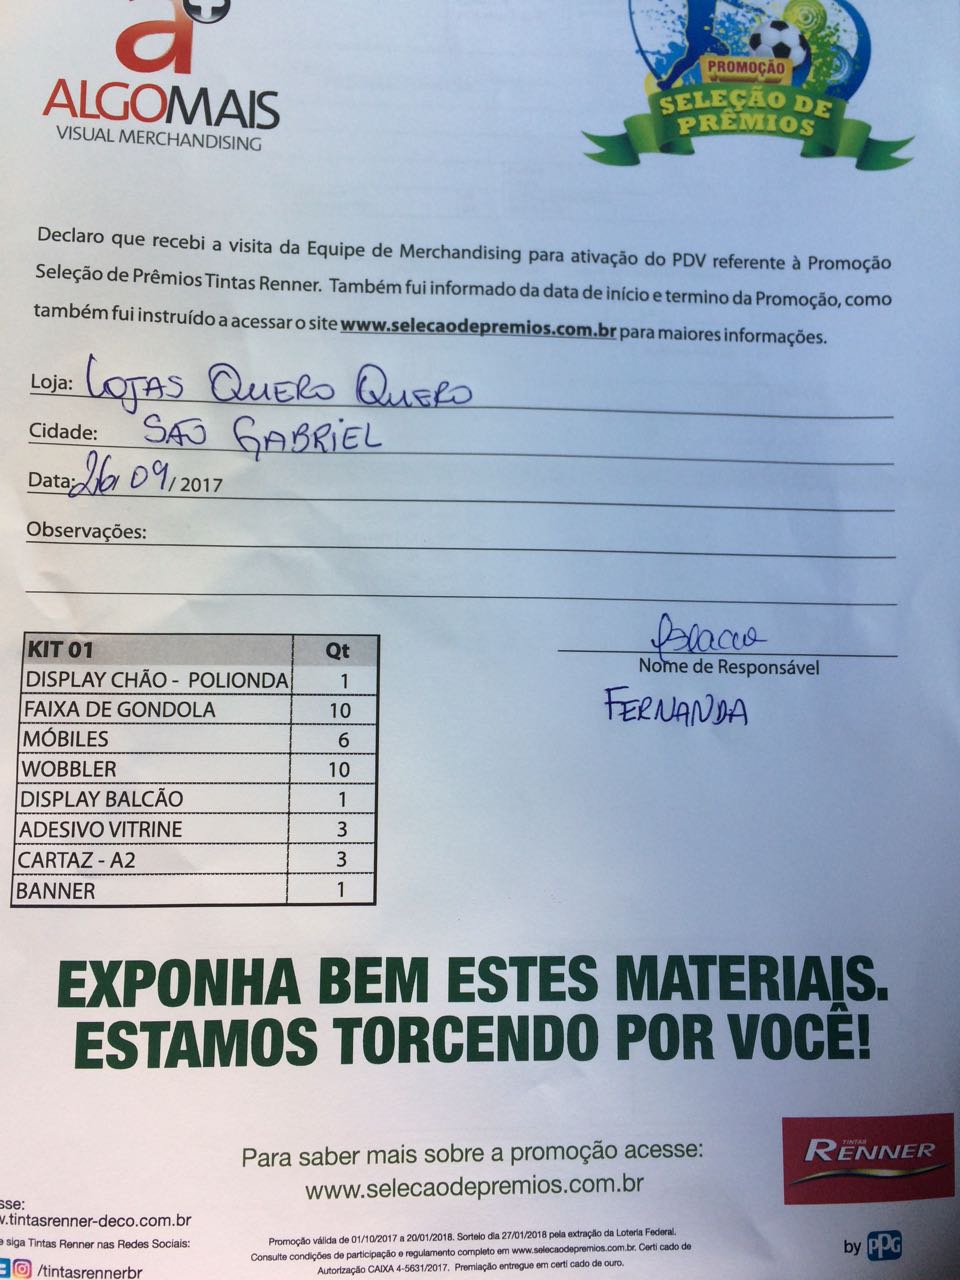 a+
ALGOMAIS
VISUAL MERCHANDISING
PROMOÇÃO
SELEÇÃO DE
PRÊMIOS
Declaro que recebi a visita da Equipe de Merchandising para ativação do PDV referente à Promoção
Seleção de Prêmios Tintas Renner. Também fui informado da data de início e termino da Promoção, como
também fui instruído a acessar o site www.selecaodepremios.com.br para maiores informações.
Loja: LOJAS QUERO QUERO
Cidade: SAO GABRIEL
Data: 26/09/2017
Observações:
Nome de Responsável
FERNANDA
KIT 01 Qt
DISPLAY CHÃO - POLIONDA 1
FAIXA DE GONDOLA 10
MÓBILES 6
WOBBLER 10
DISPLAY BALCÃO 1
ADESIVO VITRINE 3
CARTAZ - A2 3
BANNER 1
EXPONHA BEM ESTES MATERIAIS.
ESTAMOS TORCENDO POR VOCÊ!
Para saber mais sobre a promoção acesse:
www.selecaodepremios.com.br
TINTAS
RENNER
by PPG
sse:
w.tintasrenner-deco.com.br
e siga Tintas Renner nas Redes Sociais:
/tintasrennerbr
Promoção válida de 01/10/2017 a 20/01/2018. Sorteio dia 27/01/2018 pela extração da Loteria Federal.
Consulte condições de participação e regulamento completo em www.selecaodepremios.com.br. Certi cado de
Autorização CAIXA 4-5631/2017. Premiação entregue em certi cado de ouro.